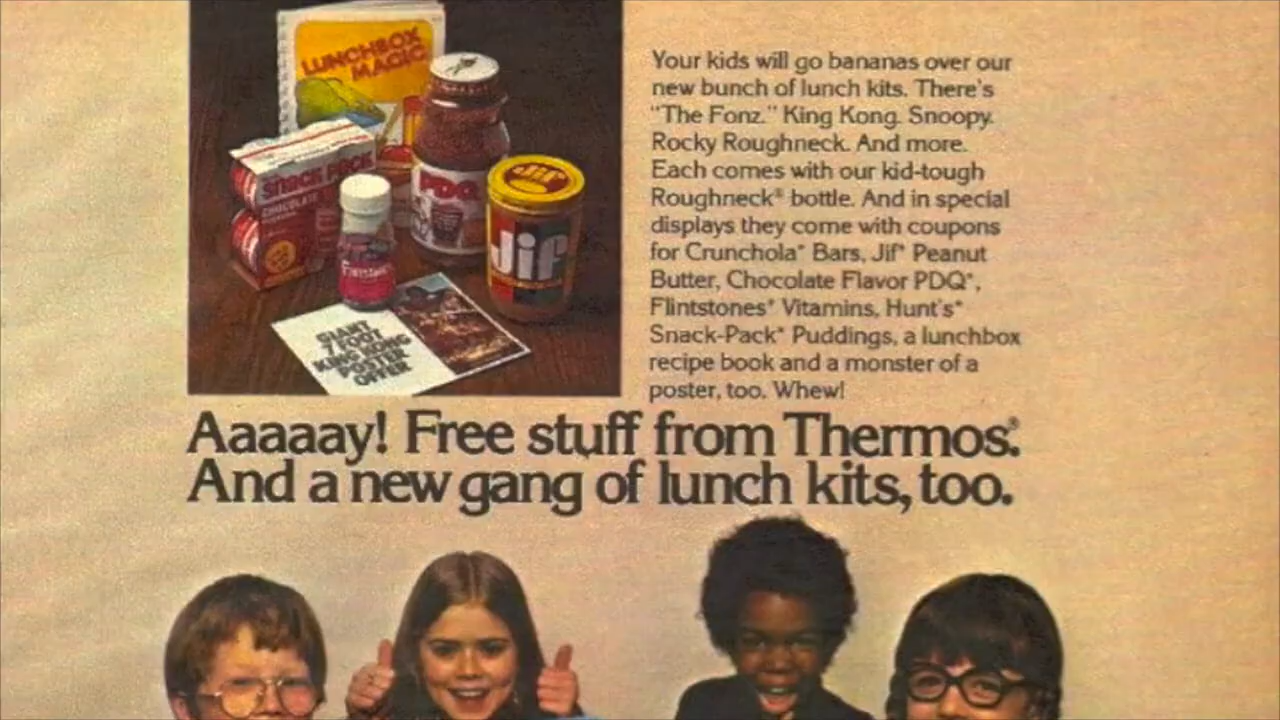 LUNCHBOX
MAGIC
SNACK PACK
CHOCOLATE
PDQ
Jif
Jif
Flintstones
GIANT
FOOT
KING KONG
POSTER
OFFER
Your kids will go bananas over our
new bunch of lunch kits. There's
"The Fonz." King Kong. Snoopy.
Rocky Roughneck. And more.
Each comes with our kid-tough
Roughneck® bottle. And in special
displays they come with coupons
for Crunchola* Bars, Jif* Peanut
Butter, Chocolate Flavor PDQ*,
Flintstones* Vitamins, Hunt's*
Snack-Pack* Puddings, a lunchbox
recipe book and a monster of a
poster, too. Whew!
Aaaaay! Free stuff from Thermos®.
And a new gang of lunch kits, too.